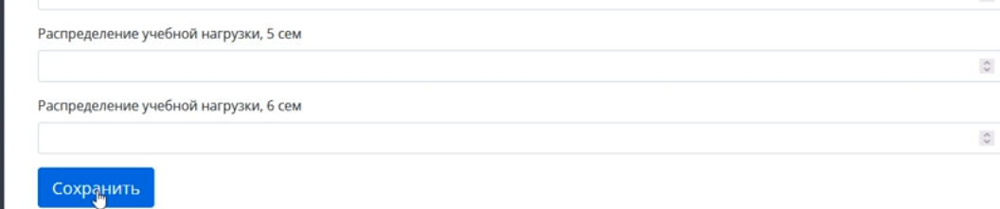 Распределение учебной нагрузки, 5 сем
Распределение учебной нагрузки, 6 сем
Сохранить